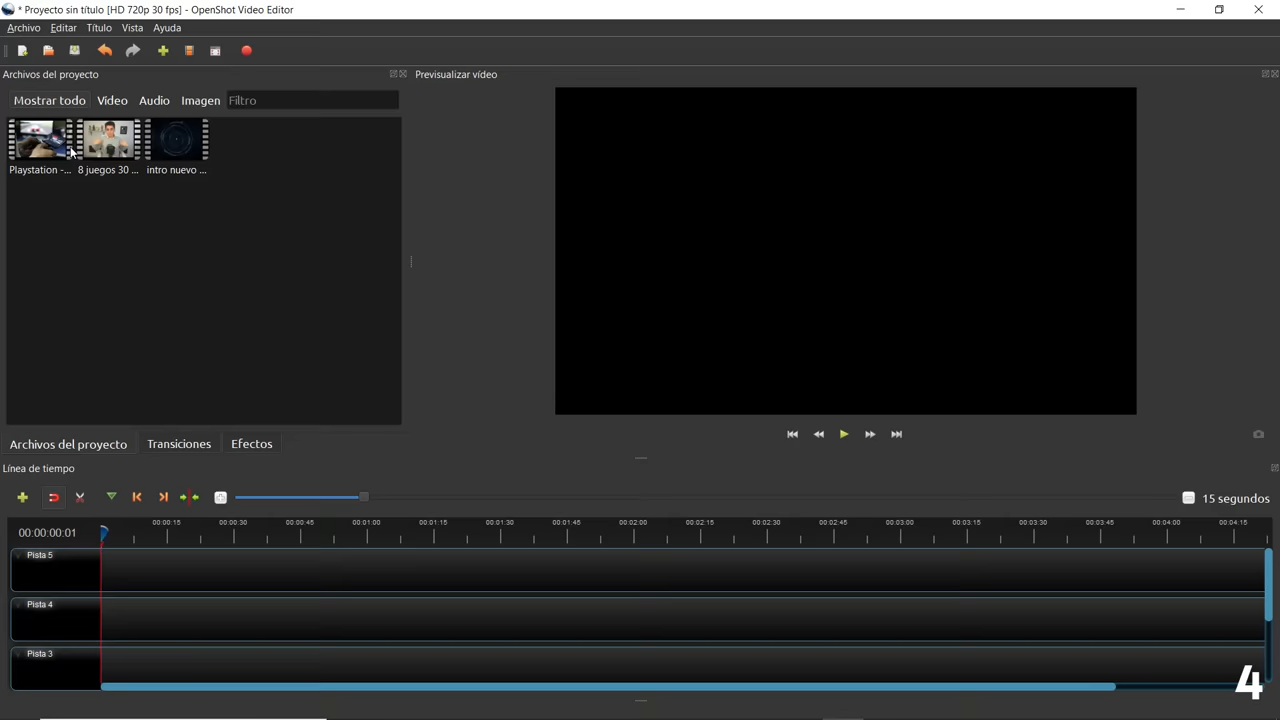 * Proyecto sin título [HD 720p 30 fps] - OpenShot Video Editor
Archivo Editar Título Vista Ayuda
Archivos del proyecto
Previsualizar vídeo
Mostrar todo Video Audio Imagen Filtro
Playstation -... 8 juegos 30 ... intro nuevo ...
Archivos del proyecto Transiciones Efectos
Línea de tiempo
15 segundos
00:00:00:01
00:00:15 00:00:30 00:00:45 00:01:00 00:01:15 00:01:30 00:01:45 00:02:00 00:02:15 00:02:30 00:02:45 00:03:00 00:03:15 00:03:30 00:03:45 00:04:00 00:04:15
Pista 5
Pista 4
Pista 3
4